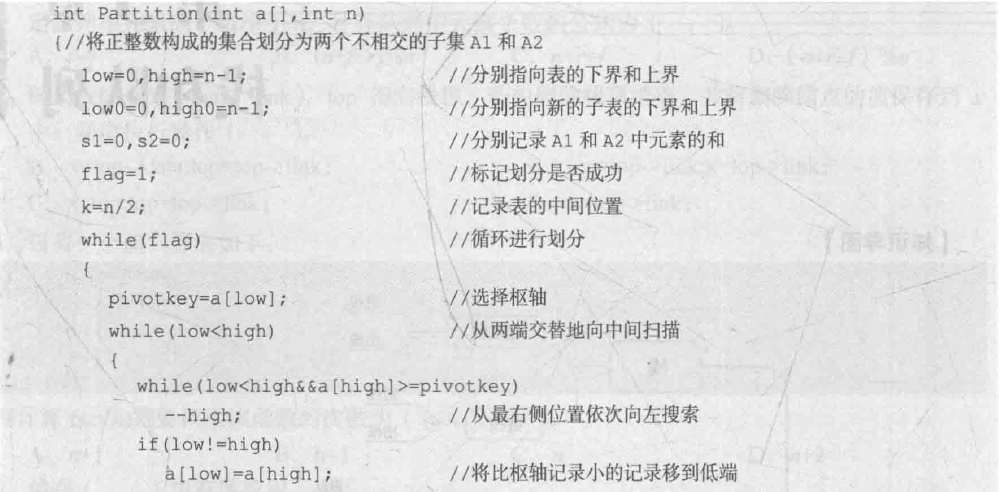 int Partition(int a[],int n)
{//将正整数构成的集合划分为两个不相交的子集 A1 和 A2
low=0,high=n-1; //分别指向表的下界和上界
low0=0,high0=n-1; //分别指向新的子表的下界和上界
s1=0,s2=0; //分别记录 A1 和 A2 中元素的和
flag=1; //标记划分是否成功
k=n/2; //记录表的中间位置
while(flag) //循环进行划分
{
pivotkey=a[low]; //选择枢轴
while(low<high) //从两端交替地向中间扫描
{
while(low<high&&a[high]>=pivotkey)
--high; //从最右侧位置依次向左搜索
if(low!=high)
a[low]=a[high]; //将比枢轴记录小的记录移到低端